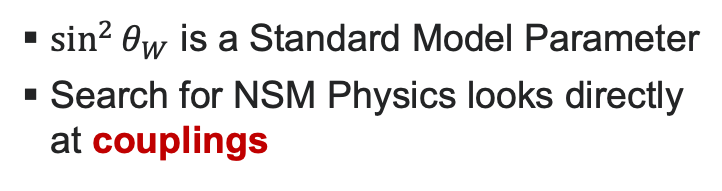 ▪ sin² θ_W is a Standard Model Parameter
▪ Search for NSM Physics looks directly
at couplings